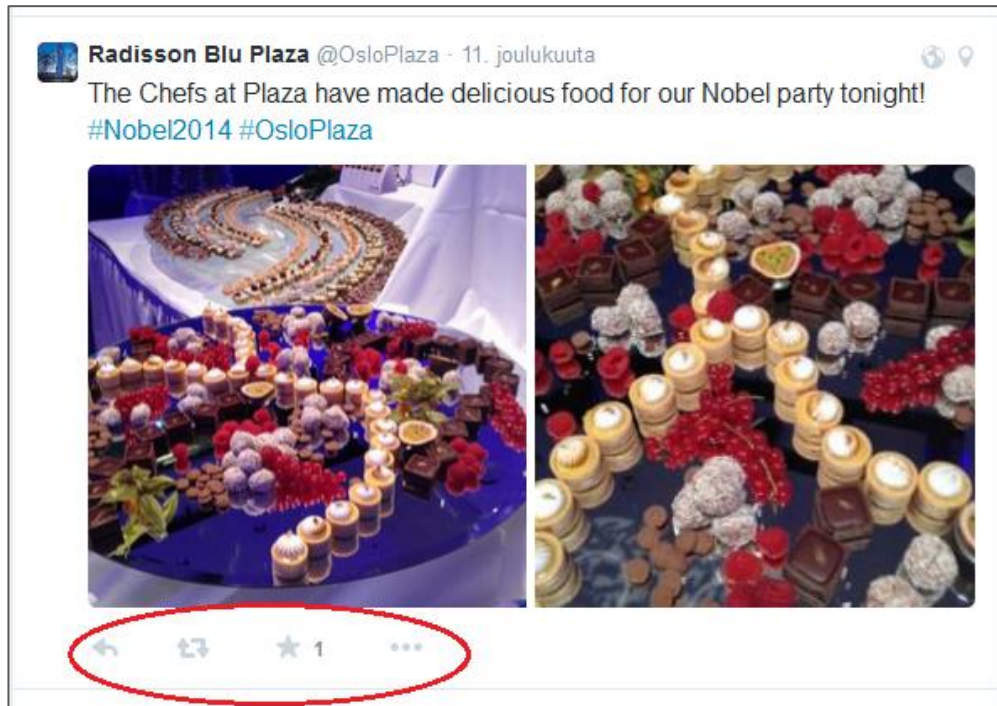 Radisson Blu Plaza @OsloPlaza · 11. joulukuuta
The Chefs at Plaza have made delicious food for our Nobel party tonight!
#Nobel2014 #OsloPlaza
1